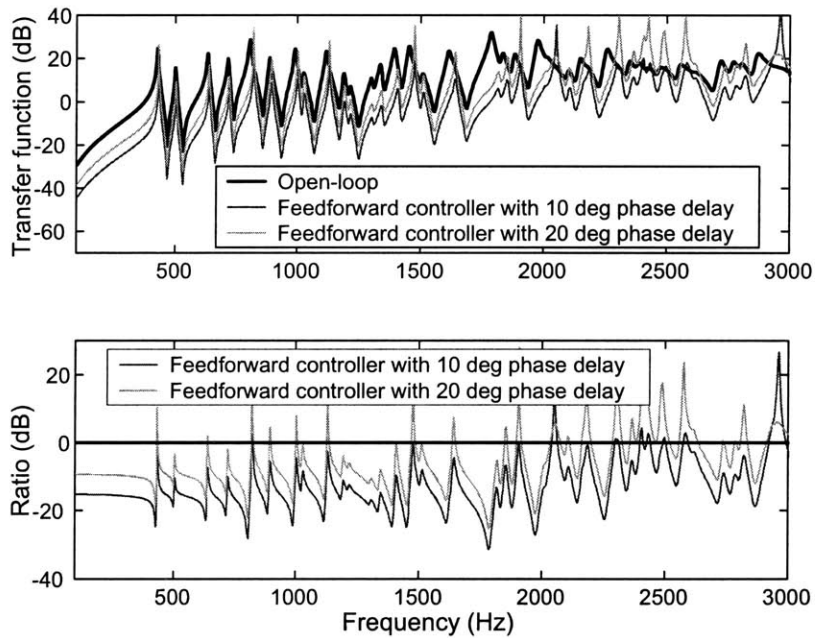 Transfer function (dB)
40
20
0
-20
-40
-60
Open-loop
Feedforward controller with 10 deg phase delay
Feedforward controller with 20 deg phase delay
500
1000
1500
2000
2500
3000
Ratio (dB)
20
0
-20
-40
Feedforward controller with 10 deg phase delay
Feedforward controller with 20 deg phase delay
500
1000
1500
2000
2500
3000
Frequency (Hz)